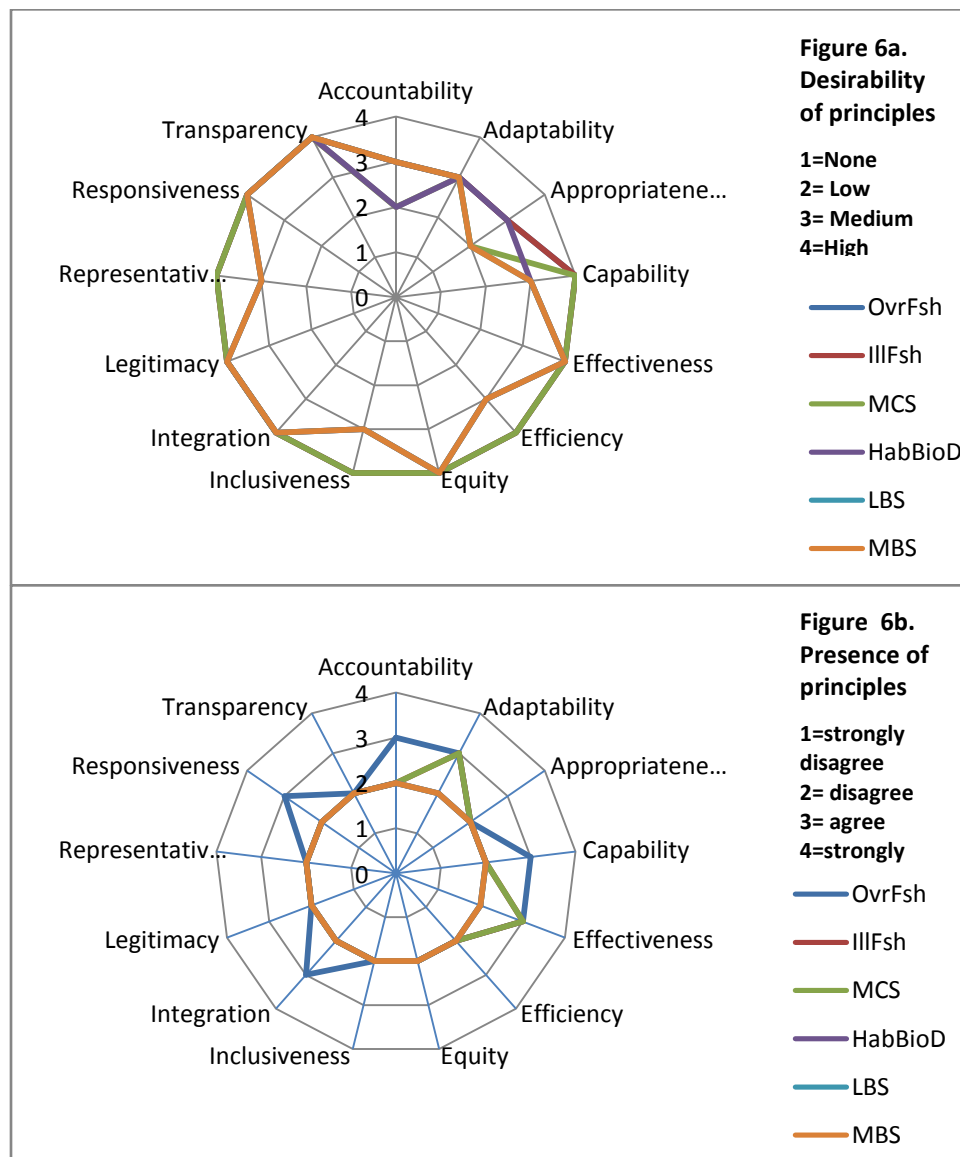 Figure 6a.
Desirability
of principles
1=None
2= Low
3= Medium
4=High
Accountability
Adaptability
Appropriatene...
Capability
Effectiveness
Efficiency
Equity
Inclusiveness
Integration
Legitimacy
Representativ...
Responsiveness
Transparency
4
3
2
1
0
OvrFsh
IllFsh
MCS
HabBioD
LBS
MBS
Figure 6b.
Presence of
principles
1=strongly
disagree
2= disagree
3= agree
4=strongly
Accountability
Adaptability
Appropriatene...
Capability
Effectiveness
Efficiency
Equity
Inclusiveness
Integration
Legitimacy
Representativ...
Responsiveness
Transparency
4
3
2
1
0
OvrFsh
IllFsh
MCS
HabBioD
LBS
MBS